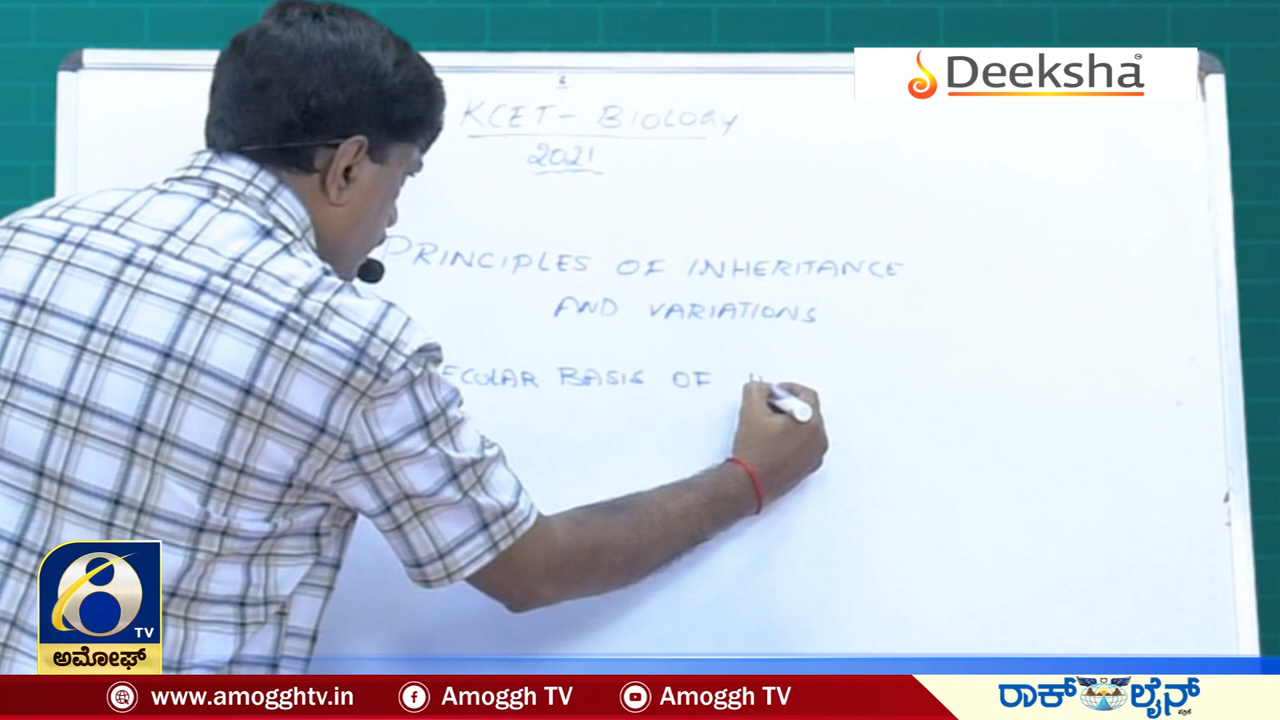 Deeksha
KCET - BIOLOGY
2021
PRINCIPLES OF INHERITANCE
AND VARIATIONS
ECULAR BASIS OF
TV
ಅಮೋಘ್
www.amogghtv.in
Amoggh TV
Amoggh TV
ರಾಕ್ ಲೈನ್